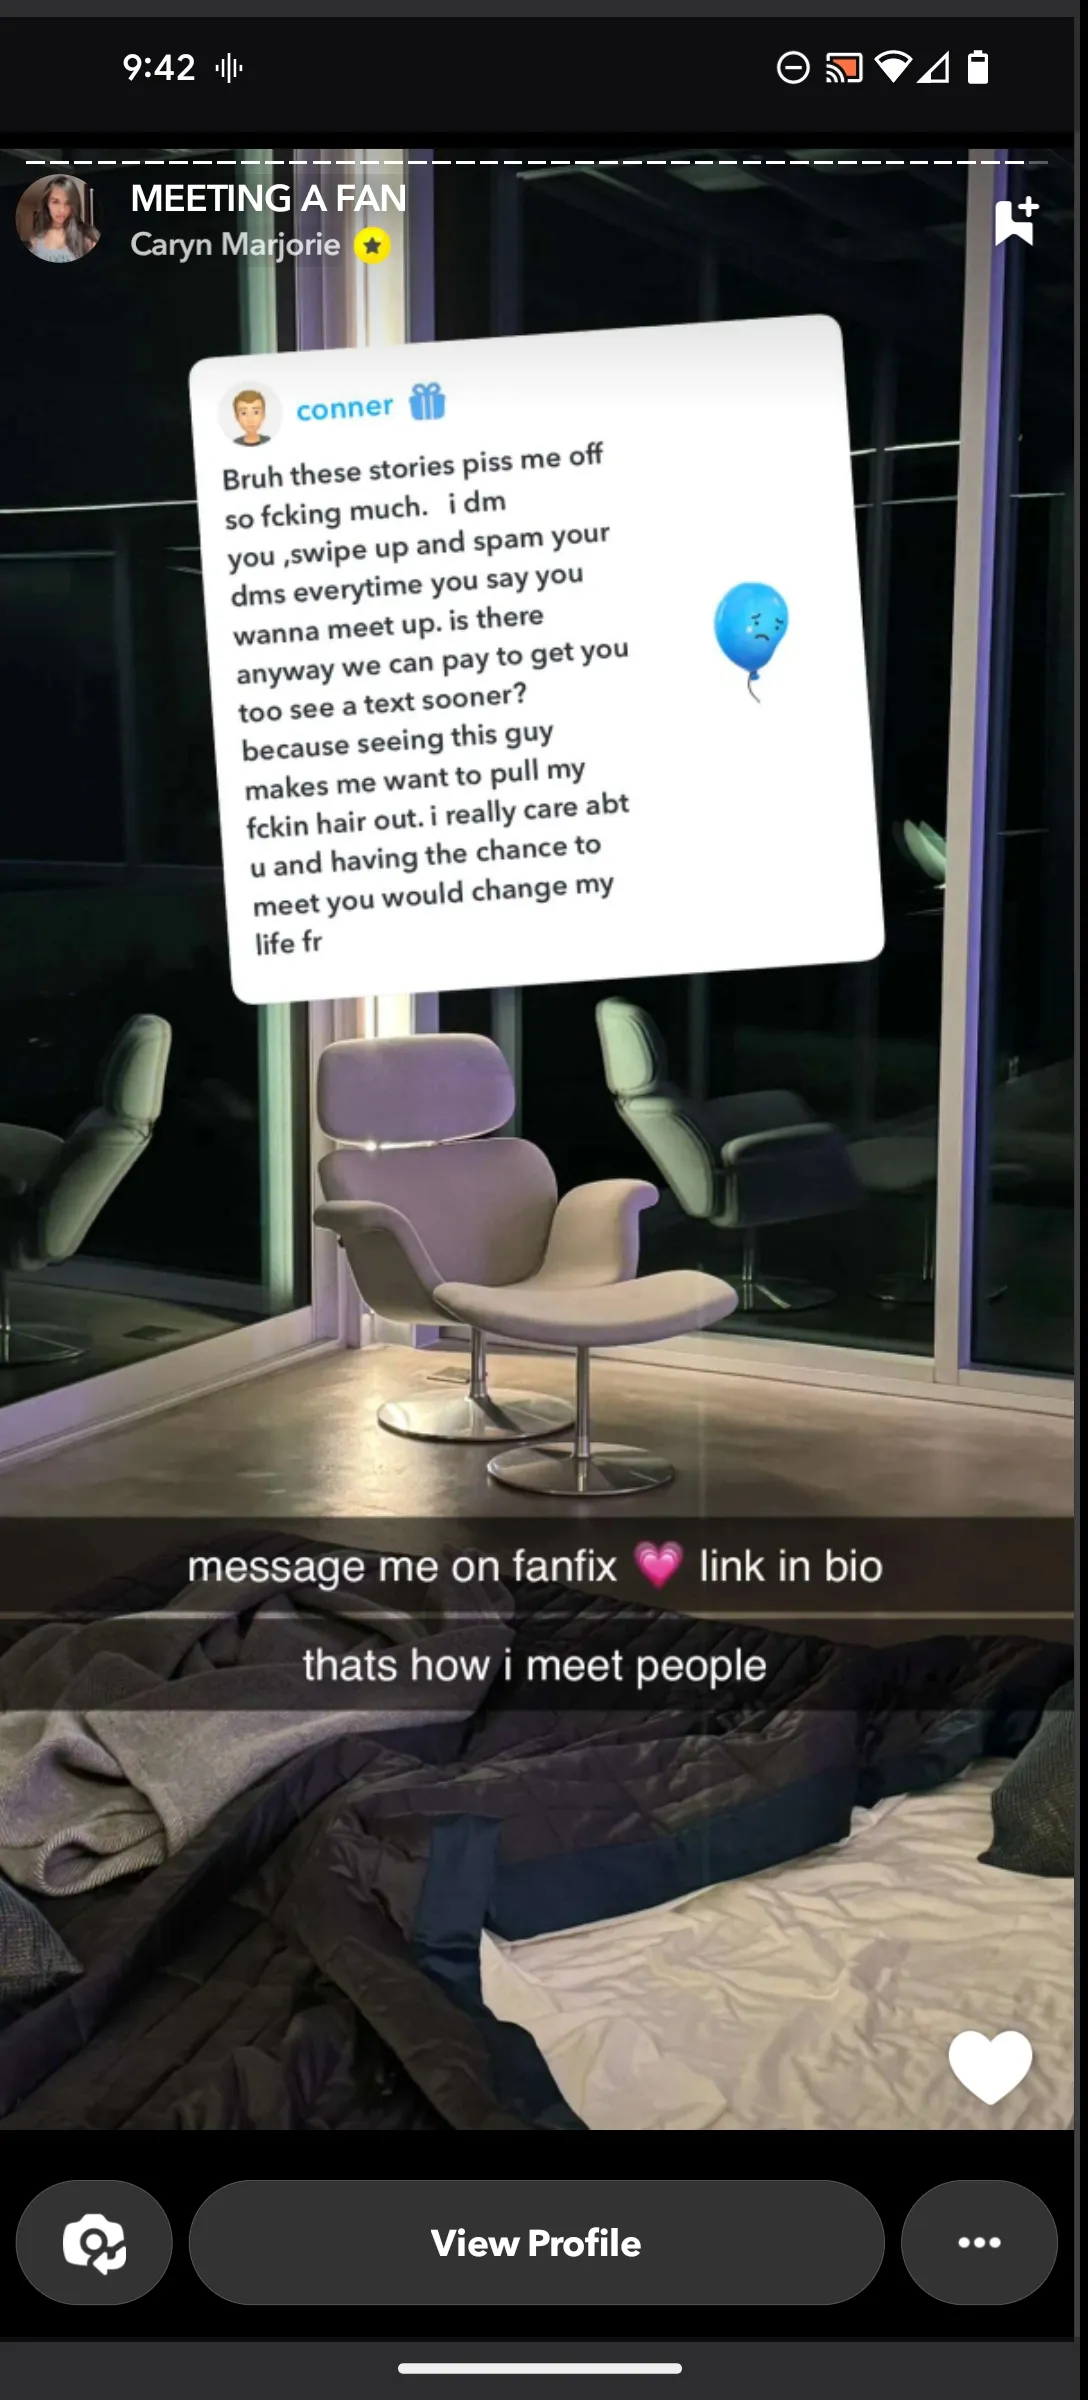 9:42
MEETING A FAN
Caryn Marjorie
conner
Bruh these stories piss me off
so fcking much. i dm
you ,swipe up and spam your
dms everytime you say you
wanna meet up. is there
anyway we can pay to get you
too see a text sooner?
because seeing this guy
makes me want to pull my
fckin hair out. i really care abt
u and having the chance to
meet you would change my
life fr
message me on fanfix 💗 link in bio
thats how i meet people
View Profile